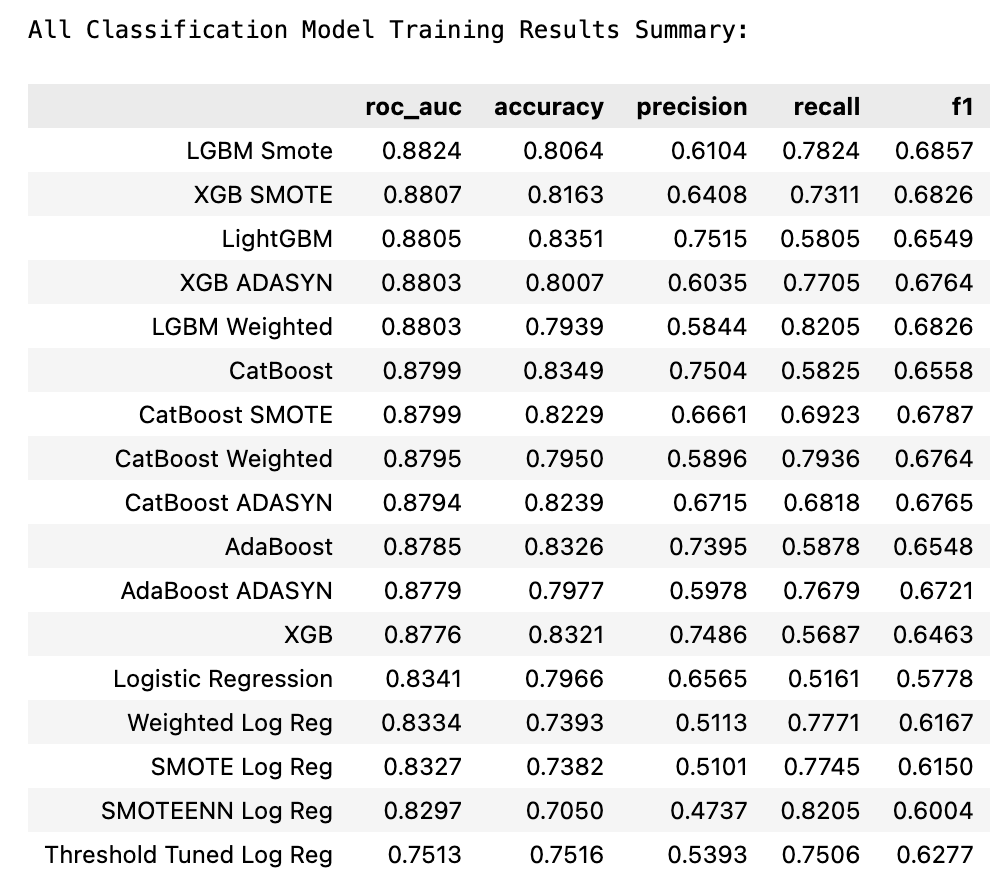 All Classification Model Training Results Summary:
roc_auc accuracy precision recall f1
LGBM Smote 0.8824 0.8064 0.6104 0.7824 0.6857
XGB SMOTE 0.8807 0.8163 0.6408 0.7311 0.6826
LightGBM 0.8805 0.8351 0.7515 0.5805 0.6549
XGB ADASYN 0.8803 0.8007 0.6035 0.7705 0.6764
LGBM Weighted 0.8803 0.7939 0.5844 0.8205 0.6826
CatBoost 0.8799 0.8349 0.7504 0.5825 0.6558
CatBoost SMOTE 0.8799 0.8229 0.6661 0.6923 0.6787
CatBoost Weighted 0.8795 0.7950 0.5896 0.7936 0.6764
CatBoost ADASYN 0.8794 0.8239 0.6715 0.6818 0.6765
AdaBoost 0.8785 0.8326 0.7395 0.5878 0.6548
AdaBoost ADASYN 0.8779 0.7977 0.5978 0.7679 0.6721
XGB 0.8776 0.8321 0.7486 0.5687 0.6463
Logistic Regression 0.8341 0.7966 0.6565 0.5161 0.5778
Weighted Log Reg 0.8334 0.7393 0.5113 0.7771 0.6167
SMOTE Log Reg 0.8327 0.7382 0.5101 0.7745 0.6150
SMOTEENN Log Reg 0.8297 0.7050 0.4737 0.8205 0.6004
Threshold Tuned Log Reg 0.7513 0.7516 0.5393 0.7506 0.6277